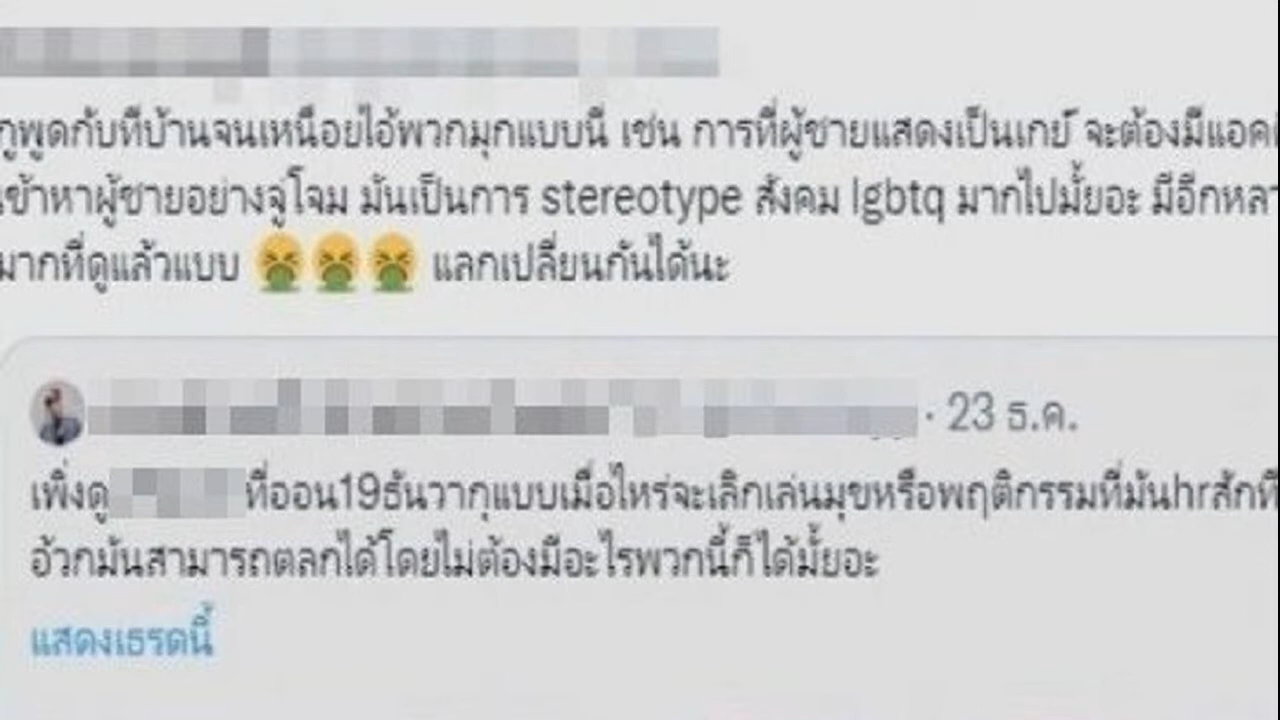 กูพูดกับที่บ้านจนเหนื่อยไอ้พวกมุกแบบนี้ เช่น การที่ผู้ชายแสดงเป็นเกย์ จะต้องมี
เข้าหาผู้ชายอย่างจู่โจม มันเป็นการ stereotype สังคม lgbtq มากไปมั้ยอะ
มากที่ดูแล้วแบบ 🤮🤮🤮 แลกเปลี่ยนกันได้นะ
· 23 ธ.ค.
เพิ่งดู ที่ออน19ธันวากุแบบเมื่อไหร่จะเลิกเล่นมุขหรือพฤติกรรมที่มันhrสักที
อ้วกมันสามารถตลกได้โดยไม่ต้องมีอะไรพวกนี้ก็ได้มั้ยอะ
แสดงเธรดนี้